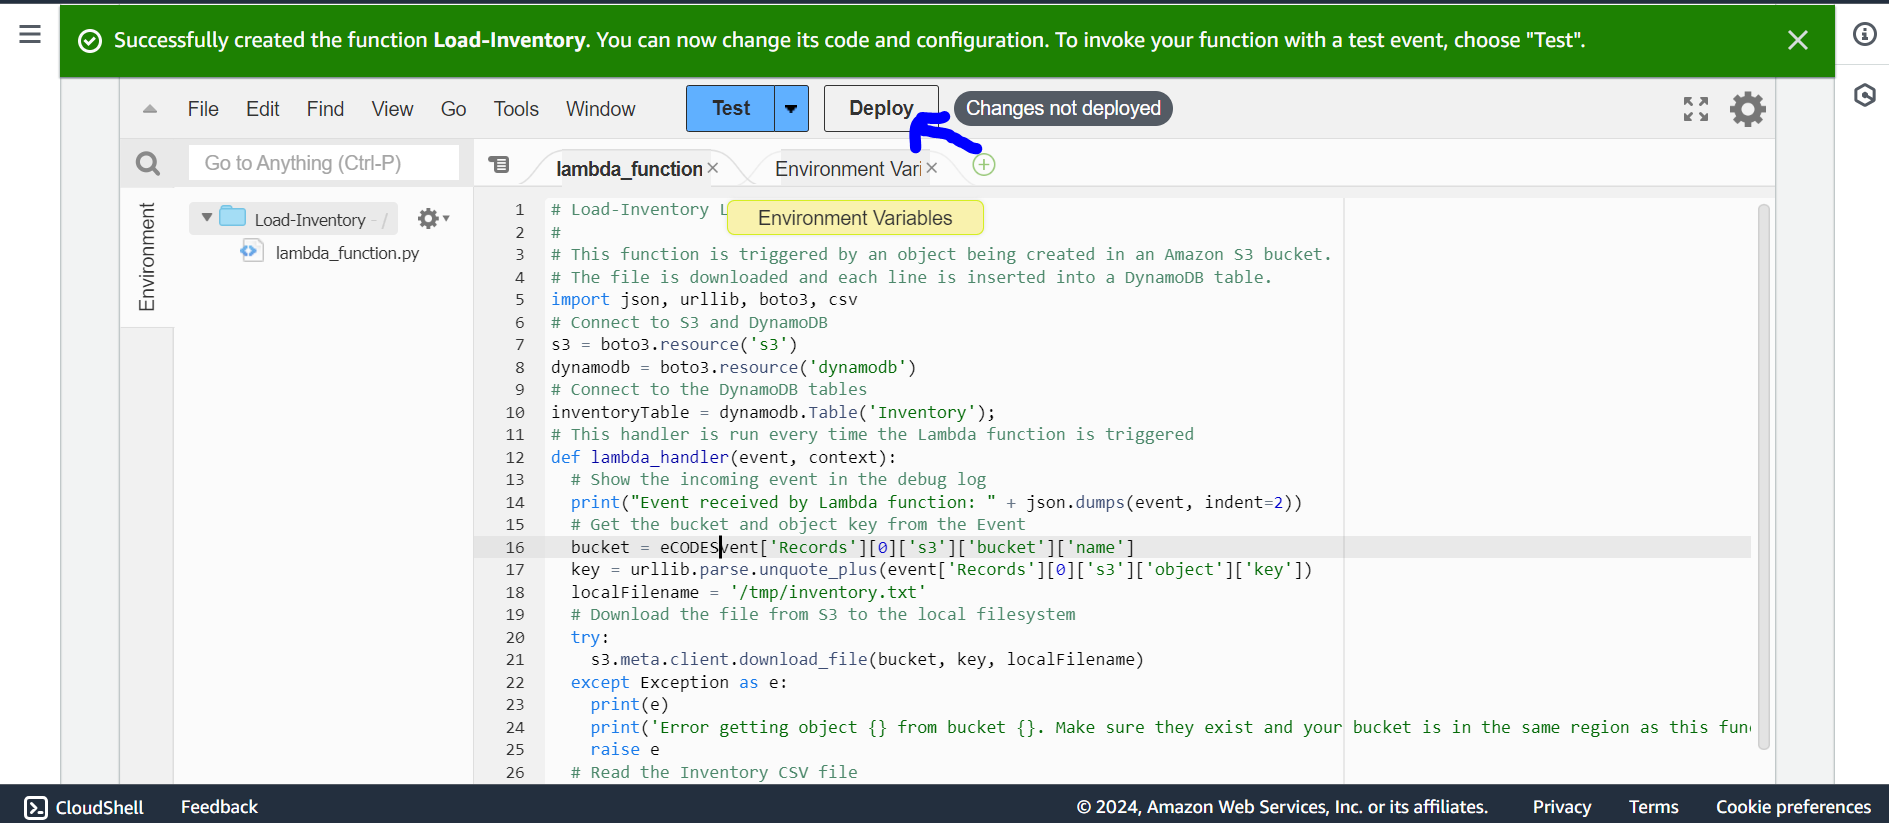 Successfully created the function Load-Inventory. You can now change its code and configuration. To invoke your function with a test event, choose "Test".
File Edit Find View Go Tools Window Test Deploy Changes not deployed
Go to Anything (Ctrl-P)
lambda_function Environment Vari
Environment Variables
Environment
Load-Inventory - /
lambda_function.py
1 # Load-Inventory L
2 #
3 # This function is triggered by an object being created in an Amazon S3 bucket.
4 # The file is downloaded and each line is inserted into a DynamoDB table.
5 import json, urllib, boto3, csv
6 # Connect to S3 and DynamoDB
7 s3 = boto3.resource('s3')
8 dynamodb = boto3.resource('dynamodb')
9 # Connect to the DynamoDB tables
10 inventoryTable = dynamodb.Table('Inventory');
11 # This handler is run every time the Lambda function is triggered
12 def lambda_handler(event, context):
13 # Show the incoming event in the debug log
14 print("Event received by Lambda function: " + json.dumps(event, indent=2))
15 # Get the bucket and object key from the Event
16 bucket = eCODESvent['Records'][0]['s3']['bucket']['name']
17 key = urllib.parse.unquote_plus(event['Records'][0]['s3']['object']['key'])
18 localFilename = '/tmp/inventory.txt'
19 # Download the file from S3 to the local filesystem
20 try:
21 s3.meta.client.download_file(bucket, key, localFilename)
22 except Exception as e:
23 print(e)
24 print('Error getting object {} from bucket {}. Make sure they exist and your bucket is in the same region as this fun
25 raise e
26 # Read the Inventory CSV file
CloudShell Feedback © 2024, Amazon Web Services, Inc. or its affiliates. Privacy Terms Cookie preferences